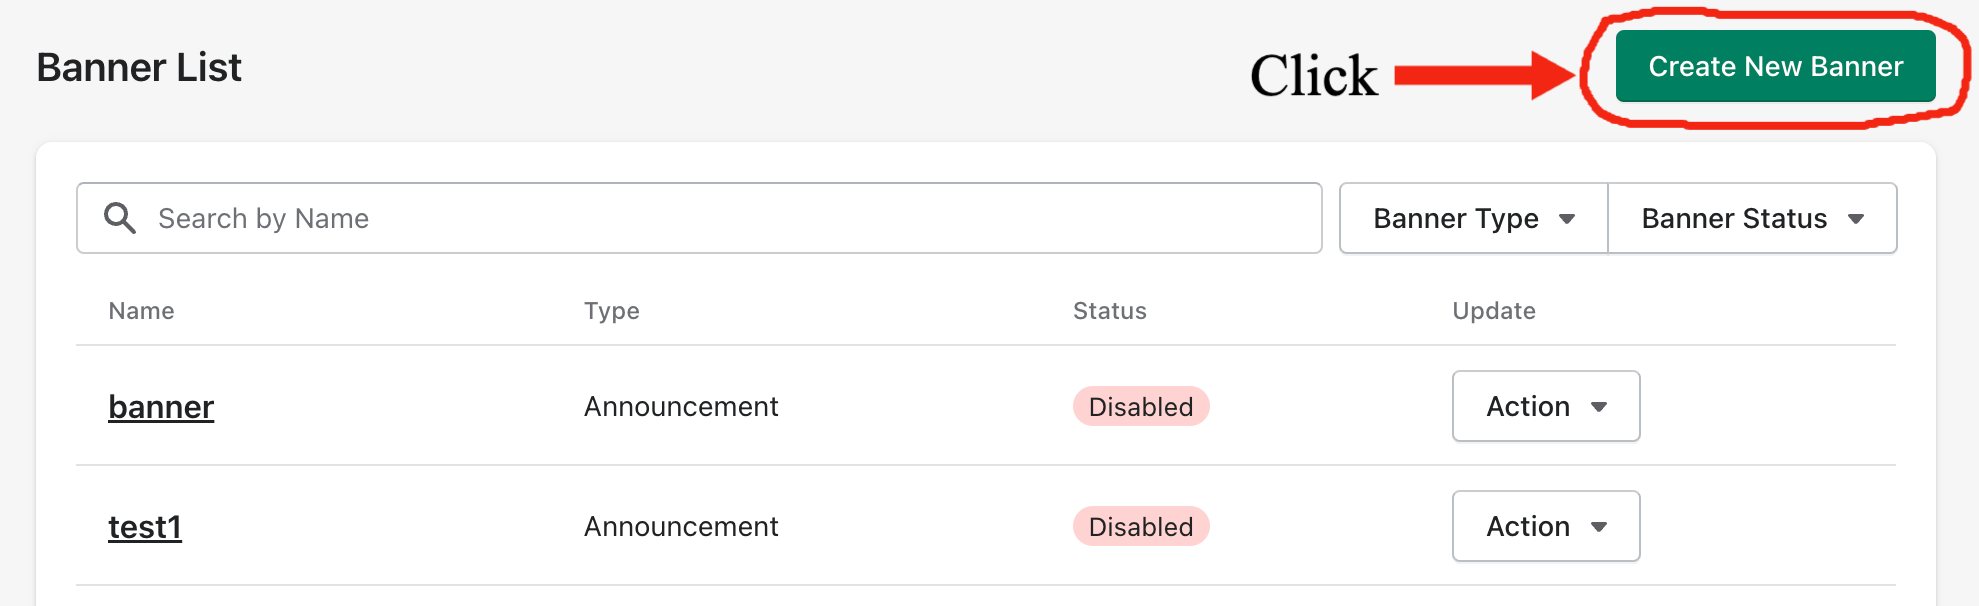 Banner List
Click
Create New Banner
Search by Name
Banner Type
Banner Status
Name Type Status Update
banner Announcement Disabled Action
test1 Announcement Disabled Action